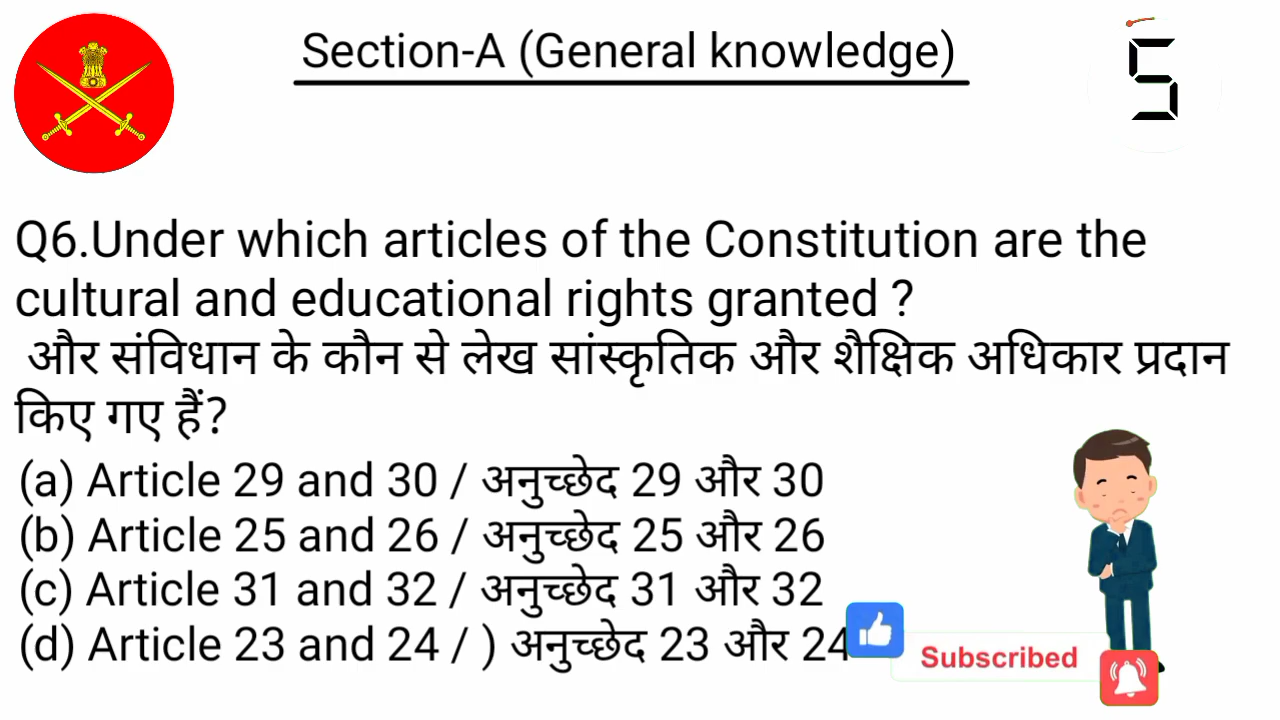 Section-A (General knowledge)
5
Q6.Under which articles of the Constitution are the
cultural and educational rights granted ?
और संविधान के कौन से लेख सांस्कृतिक और शैक्षिक अधिकार प्रदान
किए गए हैं?
(a) Article 29 and 30 / अनुच्छेद 29 और 30
(b) Article 25 and 26 / अनुच्छेद 25 और 26
(c) Article 31 and 32 / अनुच्छेद 31 और 32
(d) Article 23 and 24 / ) अनुच्छेद 23 और 24
Subscribed